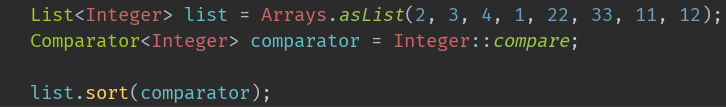 List<Integer> list = Arrays.asList(2, 3, 4, 1, 22, 33, 11, 12);
Comparator<Integer> comparator = Integer::compare;
list.sort(comparator);